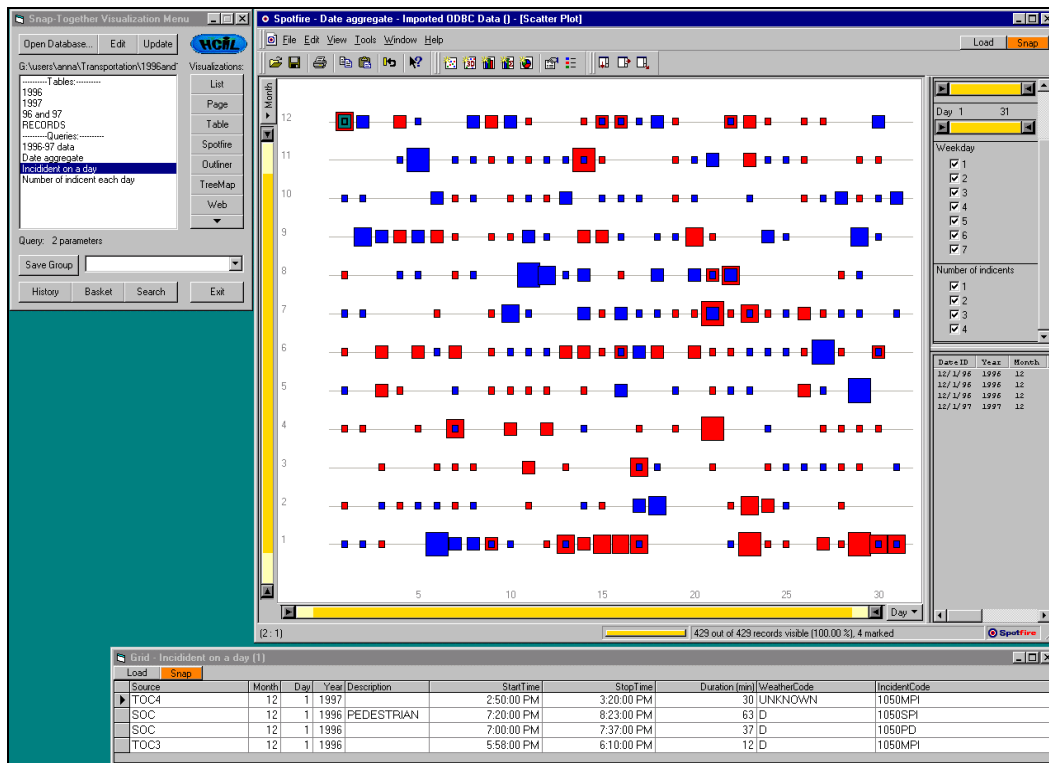 Snap-Together Visualization Menu
Open Database... Edit Update HCIL
G:\users\anna\Transportation\1996and'
Visualizations:
----------Tables:----------
1996
1997
96 and 97
RECORDS
----------Queries:----------
1996-97 data
Date aggregate
Incidident on a day
Number of indicent each day
List
Page
Table
Spotfire
Outliner
TreeMap
Web
Query: 2 parameters
Save Group
History Basket Search Exit
Spotfire - Date aggregate - Imported ODBC Data () - [Scatter Plot]
File Edit View Tools Window Help
Load Snap
Month
12
11
10
9
8
7
6
5
4
3
2
1
5 10 15 20 25 30
Day
Day 1 31
Weekday
1
2
3
4
5
6
7
Number of indicents
1
2
3
4
DateID Year Month
12/1/96 1996 12
12/1/96 1996 12
12/1/96 1996 12
12/1/97 1997 12
(2 : 1)
429 out of 429 records visible (100.00 %), 4 marked
Spotfire
Grid - Incidident on a day (1)
Load Snap
Source Month Day Year Description StartTime StopTime Duration (min) WeatherCode IncidentCode
TOC4 12 1 1997 2:50:00 PM 3:20:00 PM 30 UNKNOWN 1050MPI
SOC 12 1 1996 PEDESTRIAN 7:20:00 PM 8:23:00 PM 63 D 1050SPI
SOC 12 1 1996 7:00:00 PM 7:37:00 PM 37 D 1050PD
TOC3 12 1 1996 5:58:00 PM 6:10:00 PM 12 D 1050MPI